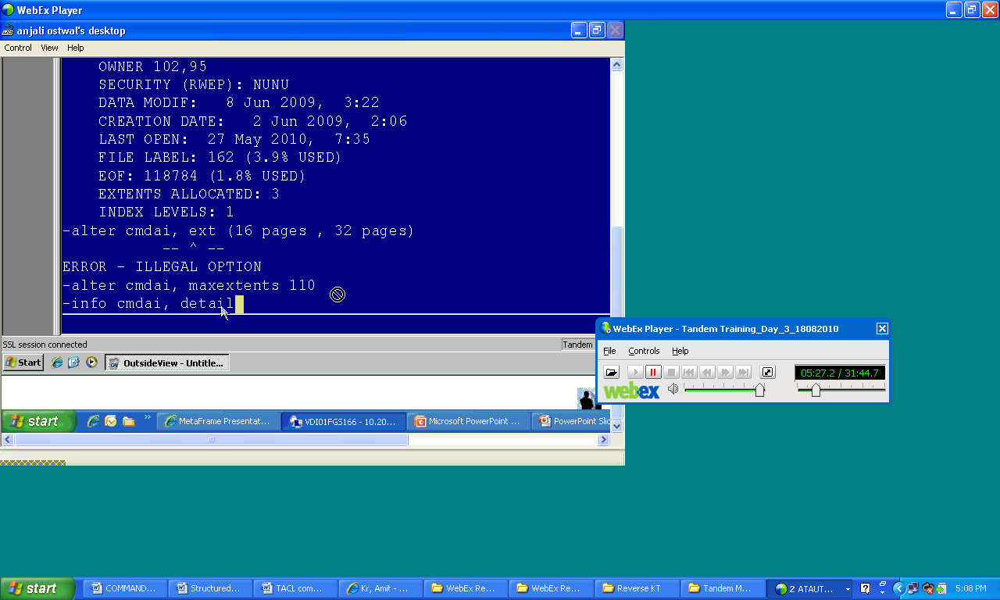 WebEx Player
anjali ostwal's desktop
Control View Help
OWNER 102,95
SECURITY (RWEP): NUNU
DATA MODIF: 8 Jun 2009, 3:22
CREATION DATE: 2 Jun 2009, 2:06
LAST OPEN: 27 May 2010, 7:35
FILE LABEL: 162 (3.9% USED)
EOF: 118784 (1.8% USED)
EXTENTS ALLOCATED: 3
INDEX LEVELS: 1
-alter cmdai, ext (16 pages , 32 pages)
-- ^ --
ERROR - ILLEGAL OPTION
-alter cmdai, maxextents 110
-info cmdai, detail
SSL session connected
Tandem
Start
OutsideView - Untitle...
WebEx Player - Tandem Training_Day_3_18082010
File Controls Help
05:27.2 / 31:44.7
webex
start
MetaFrame Presentat...
VDI01FG5166 - 10.20...
Microsoft PowerPoint ...
PowerPoint Slid
start
COMMAND...
Structured...
TACL com...
Kr, Amit - ...
WebEx Re...
WebEx Re...
Reverse KT
Tandem M...
2 ATAUT...
5:08 PM